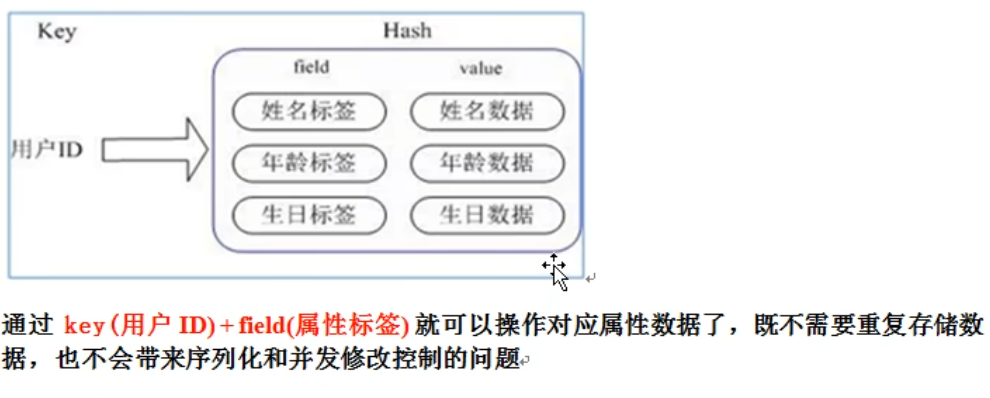 Key Hash
field value
姓名标签 姓名数据
用户ID 年龄标签 年龄数据
生日标签 生日数据
通过 key(用户 ID) + field(属性标签) 就可以操作对应属性数据了，既不需要重复存储数
据，也不会带来序列化和并发修改控制的问题